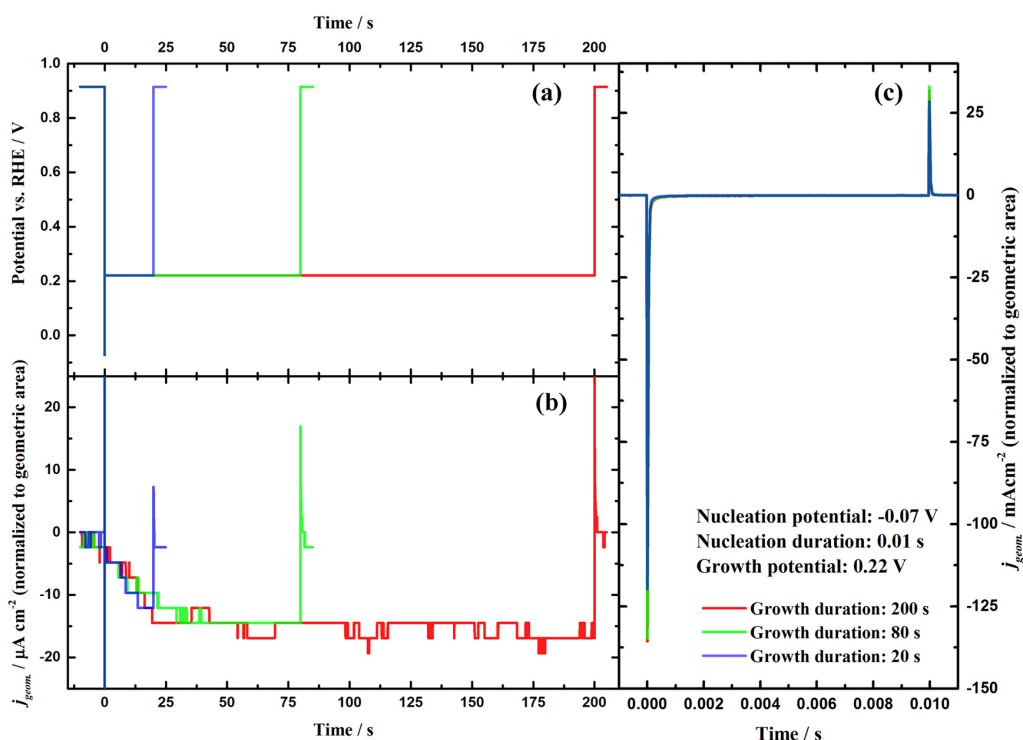 Time / s
0 25 50 75 100 125 150 175 200
Potential vs. RHE / V
1.0
0.8
0.6
0.4
0.2
0.0
(a)
j_geom. / μA cm⁻² (normalized to geometric area)
20
10
0
-10
-20
(b)
0 25 50 75 100 125 150 175 200
Time / s
(c)
25
0
-25
-50
-75
-100
-125
-150
j_geom. / mAcm⁻² (normalized to geometric area)
Nucleation potential: -0.07 V
Nucleation duration: 0.01 s
Growth potential: 0.22 V
Growth duration: 200 s
Growth duration: 80 s
Growth duration: 20 s
0.000 0.002 0.004 0.006 0.008 0.010
Time / s